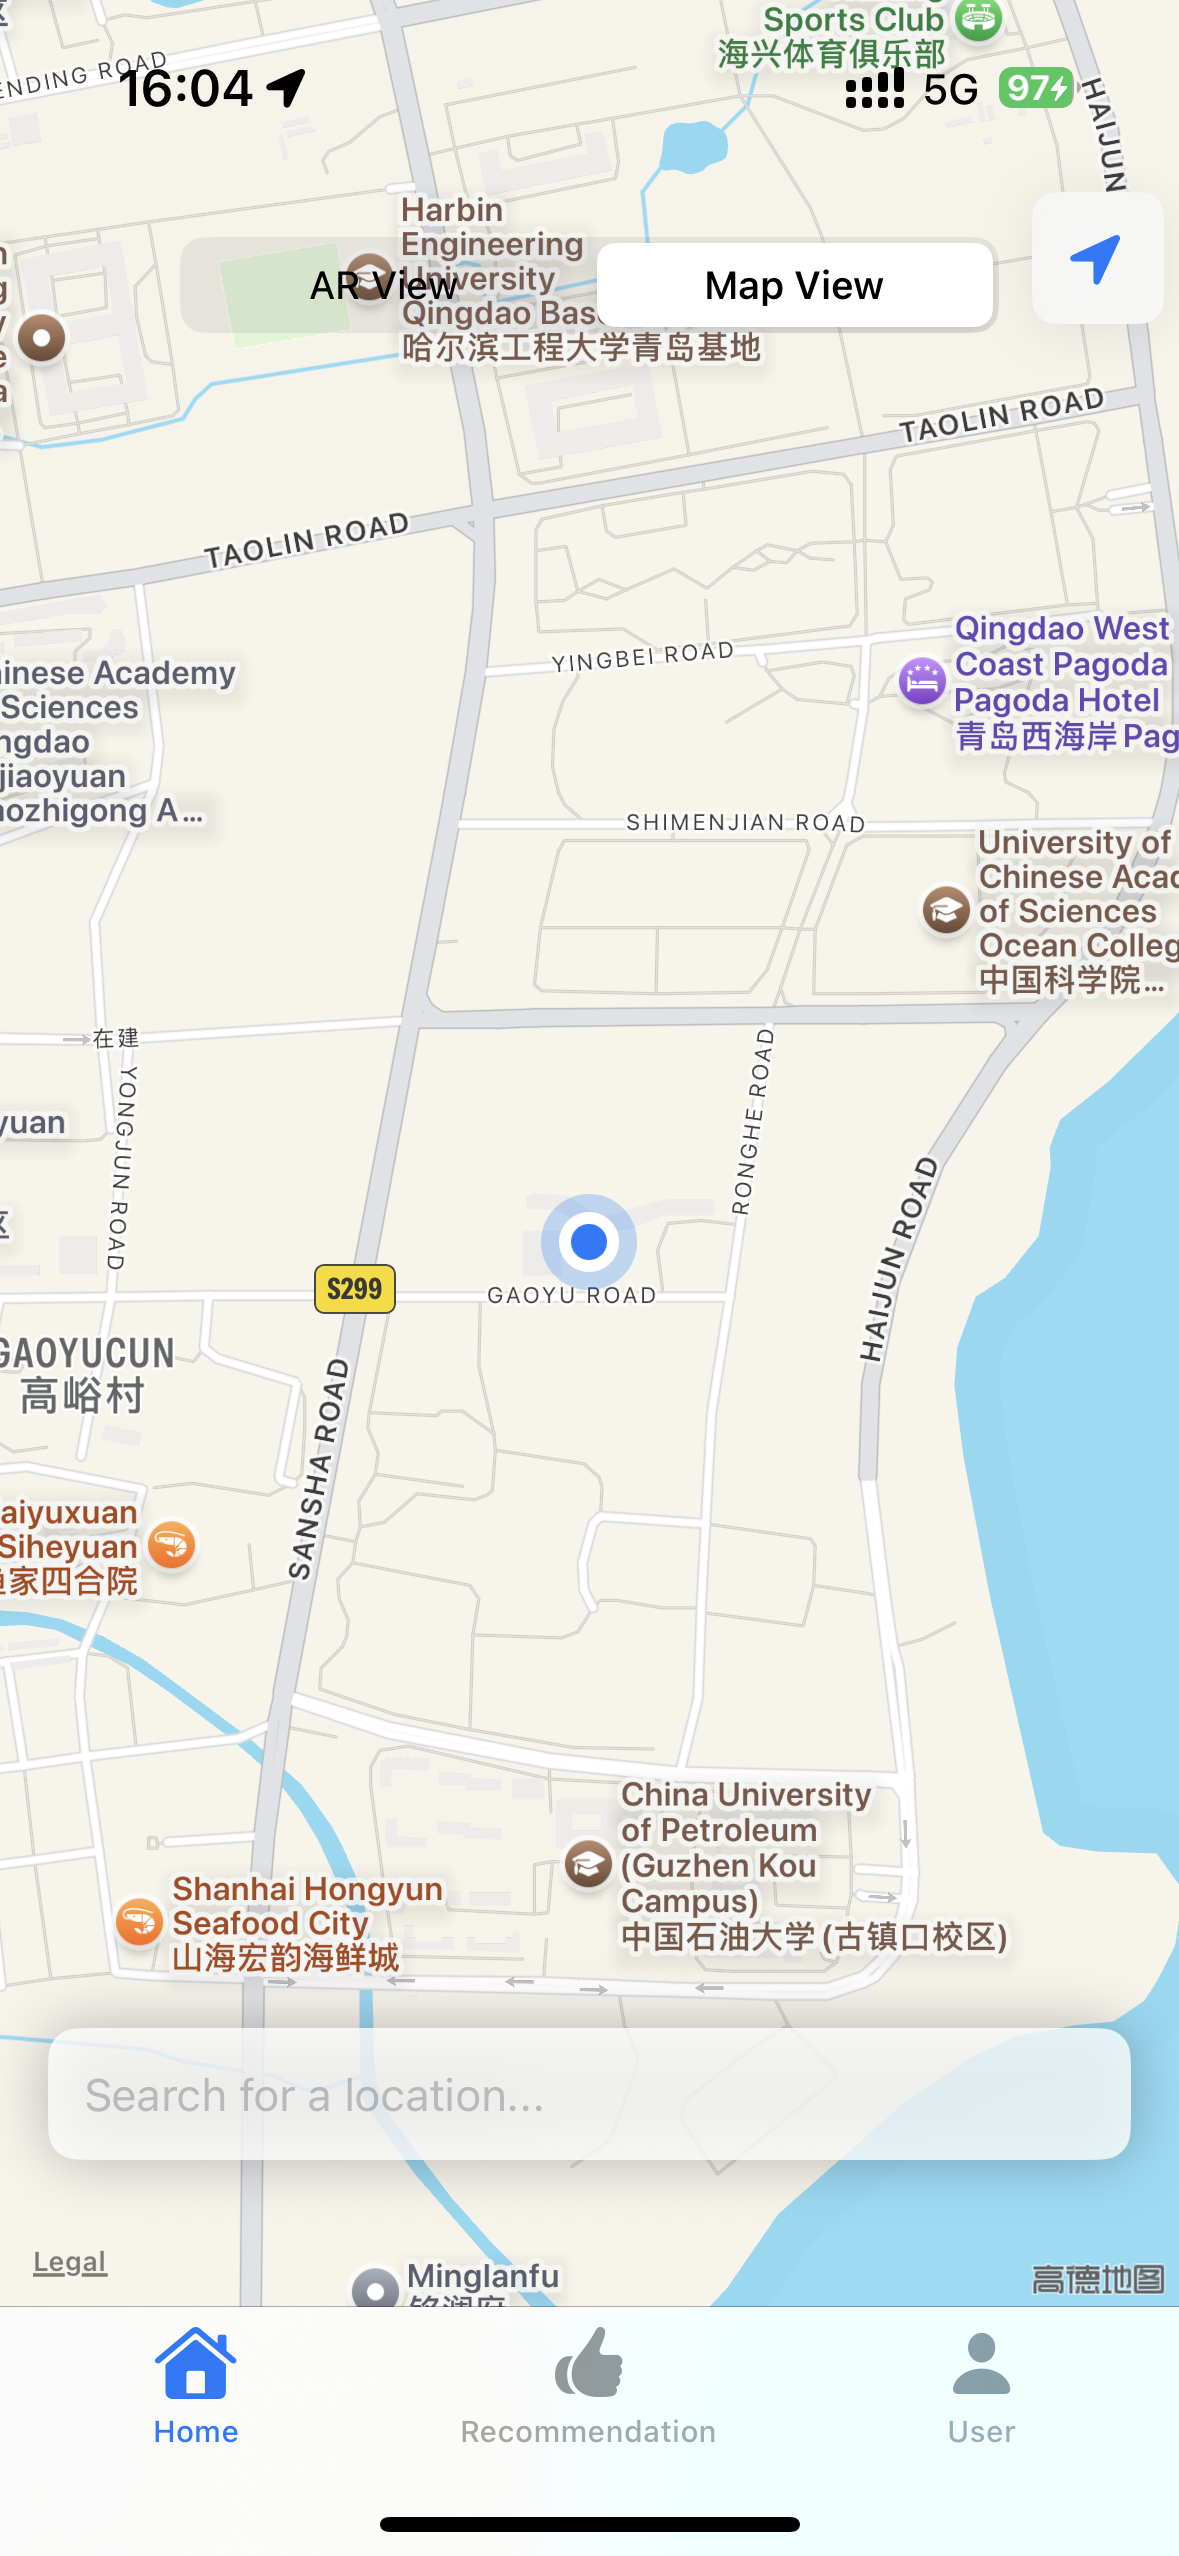 Sports Club
海兴体育俱乐部
ENDING ROAD
16:04
5G
97
HAIJUN
Harbin
Engineering
University
Qingdao Bas
哈尔滨工程大学青岛基地
AR View
Map View
TAOLIN ROAD
TAOLIN ROAD
YINGBEI ROAD
Qingdao West
Coast Pagoda
Pagoda Hotel
青岛西海岸Pag
inese Academy
Sciences
ngdao
jiaoyuan
aozhigong A...
SHIMENJIAN ROAD
University of
Chinese Acad
of Sciences
Ocean Colleg
中国科学院...
在建
YONGJUN ROAD
RONGHE ROAD
yuan
区
HAIJUN ROAD
S299
GAOYU ROAD
GAOYUCUN
高峪村
SANSHA ROAD
aiyuxuan
Siheyuan
家四合院
China University
of Petroleum
(Guzhen Kou
Campus)
中国石油大学(古镇口校区)
Shanhai Hongyun
Seafood City
山海宏韵海鲜城
Search for a location...
Legal
Minglanfu
铭澜府
高德地图
Home
Recommendation
User